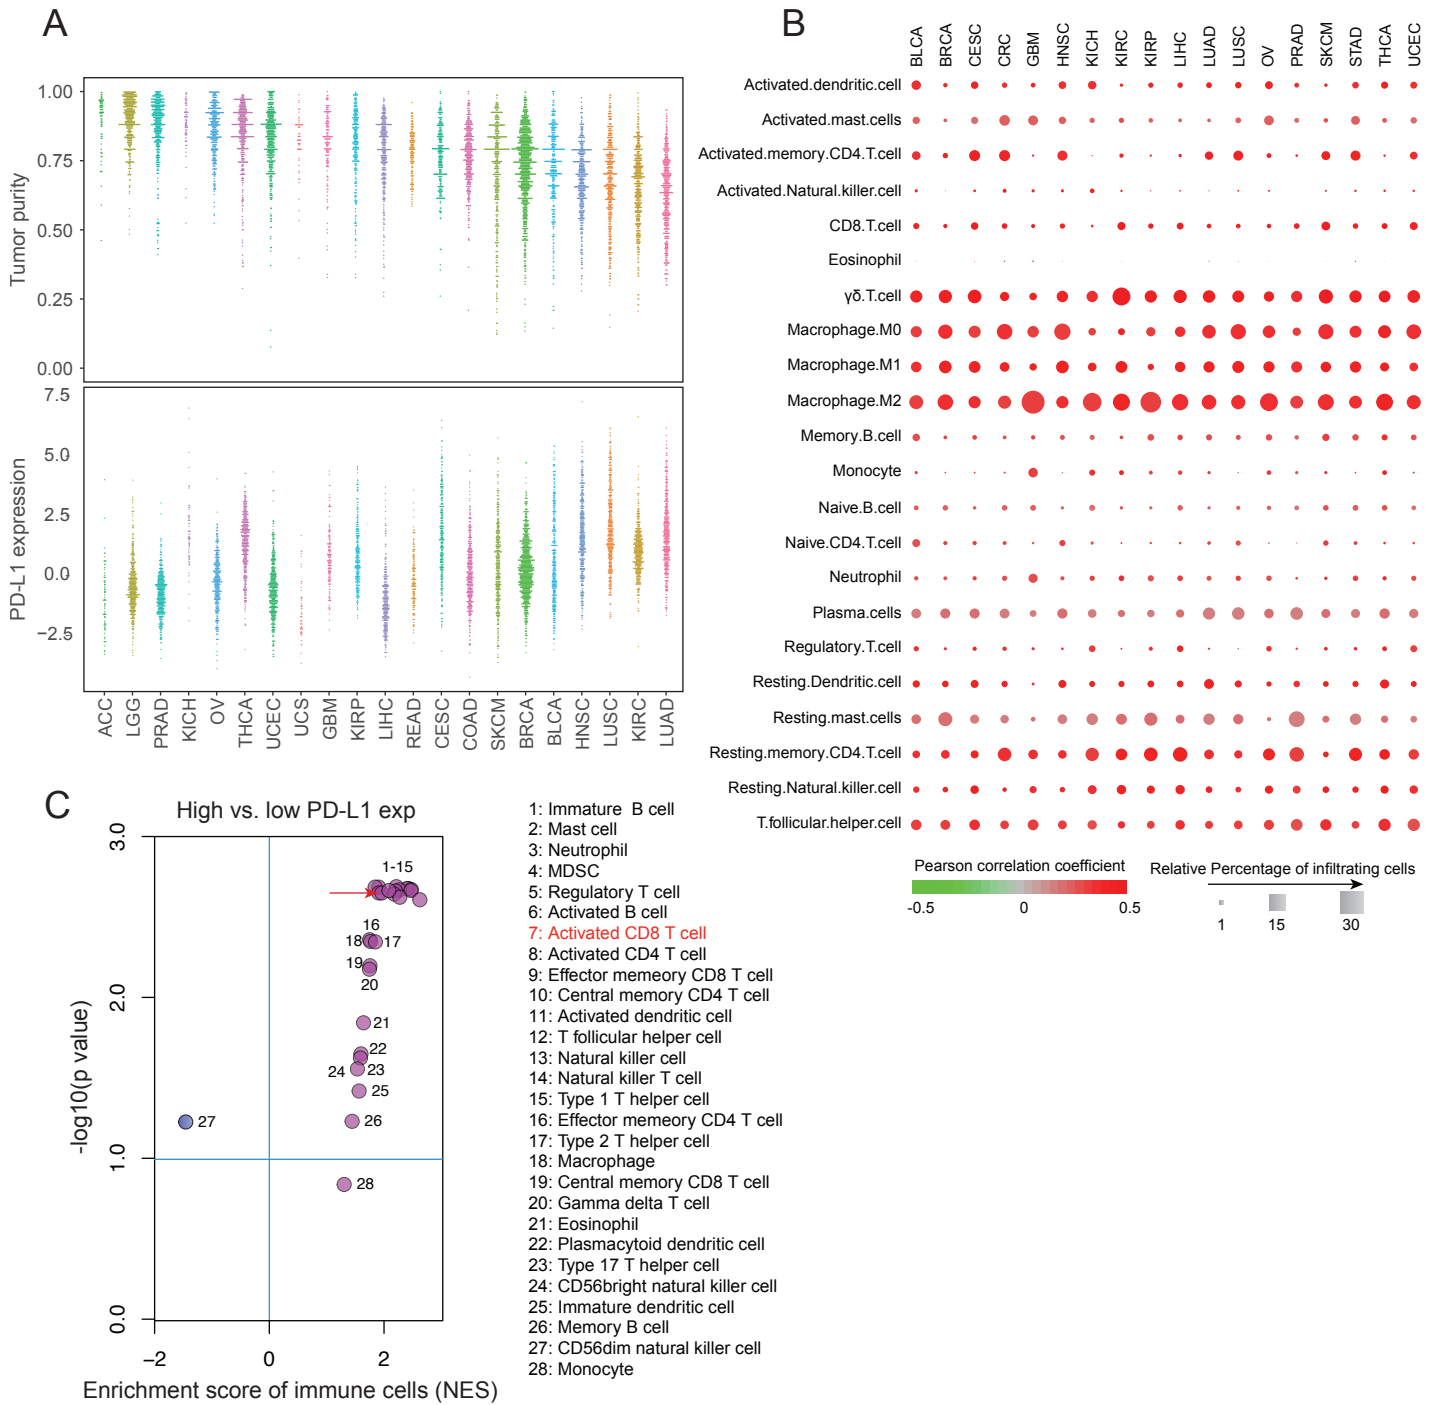 A
Tumor purity
1.00
0.75
0.50
0.25
0.00
PD-L1 expression
7.5
5.0
2.5
0.0
−2.5
ACC
LGG
PRAD
KICH
OV
THCA
UCEC
UCS
GBM
KIRP
LIHC
READ
CESC
COAD
SKCM
BRCA
BLCA
HNSC
LUSC
KIRC
LUAD
B
BLCA
BRCA
CESC
CRC
GBM
HNSC
KICH
KIRC
KIRP
LIHC
LUAD
LUSC
OV
PRAD
SKCM
STAD
THCA
UCEC
Activated.dendritic.cell
Activated.mast.cells
Activated.memory.CD4.T.cell
Activated.Natural.killer.cell
CD8.T.cell
Eosinophil
γδ.T.cell
Macrophage.M0
Macrophage.M1
Macrophage.M2
Memory.B.cell
Monocyte
Naive.B.cell
Naive.CD4.T.cell
Neutrophil
Plasma.cells
Regulatory.T.cell
Resting.Dendritic.cell
Resting.mast.cells
Resting.memory.CD4.T.cell
Resting.Natural.killer.cell
T.follicular.helper.cell
Pearson correlation coefficient
-0.5 0 0.5
Relative Percentage of infiltrating cells
1 15 30
C
High vs. low PD-L1 exp
-log10(p value)
3.0
2.0
1.0
0.0
1-15
16
18 17
19
20
21
22
24 23
25
27
26
28
−2 0 2
Enrichment score of immune cells (NES)
1: Immature B cell
2: Mast cell
3: Neutrophil
4: MDSC
5: Regulatory T cell
6: Activated B cell
7: Activated CD8 T cell
8: Activated CD4 T cell
9: Effector memeory CD8 T cell
10: Central memory CD4 T cell
11: Activated dendritic cell
12: T follicular helper cell
13: Natural killer cell
14: Natural killer T cell
15: Type 1 T helper cell
16: Effector memeory CD4 T cell
17: Type 2 T helper cell
18: Macrophage
19: Central memory CD8 T cell
20: Gamma delta T cell
21: Eosinophil
22: Plasmacytoid dendritic cell
23: Type 17 T helper cell
24: CD56bright natural killer cell
25: Immature dendritic cell
26: Memory B cell
27: CD56dim natural killer cell
28: Monocyte